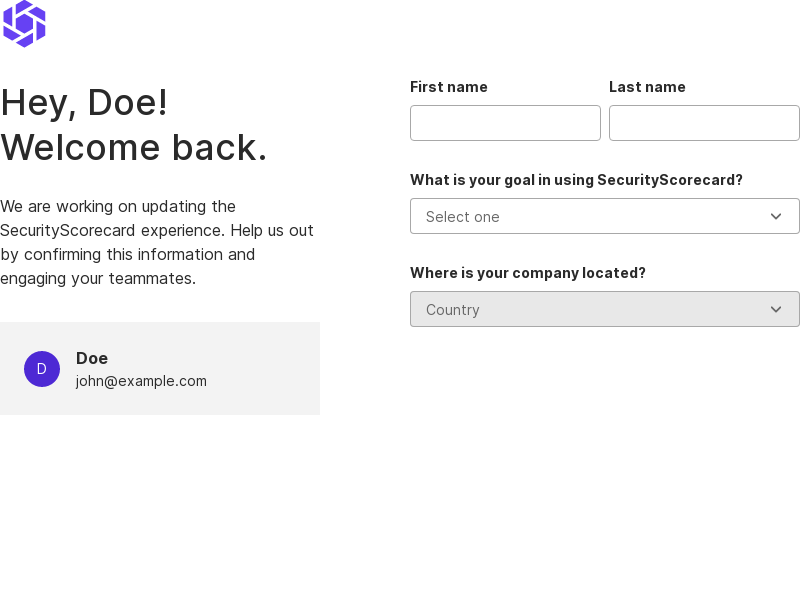 Hey, Doe!
Welcome back.
We are working on updating the
SecurityScorecard experience. Help us out
by confirming this information and
engaging your teammates.
D
Doe
john@example.com
First name
Last name
What is your goal in using SecurityScorecard?
Select one
Where is your company located?
Country